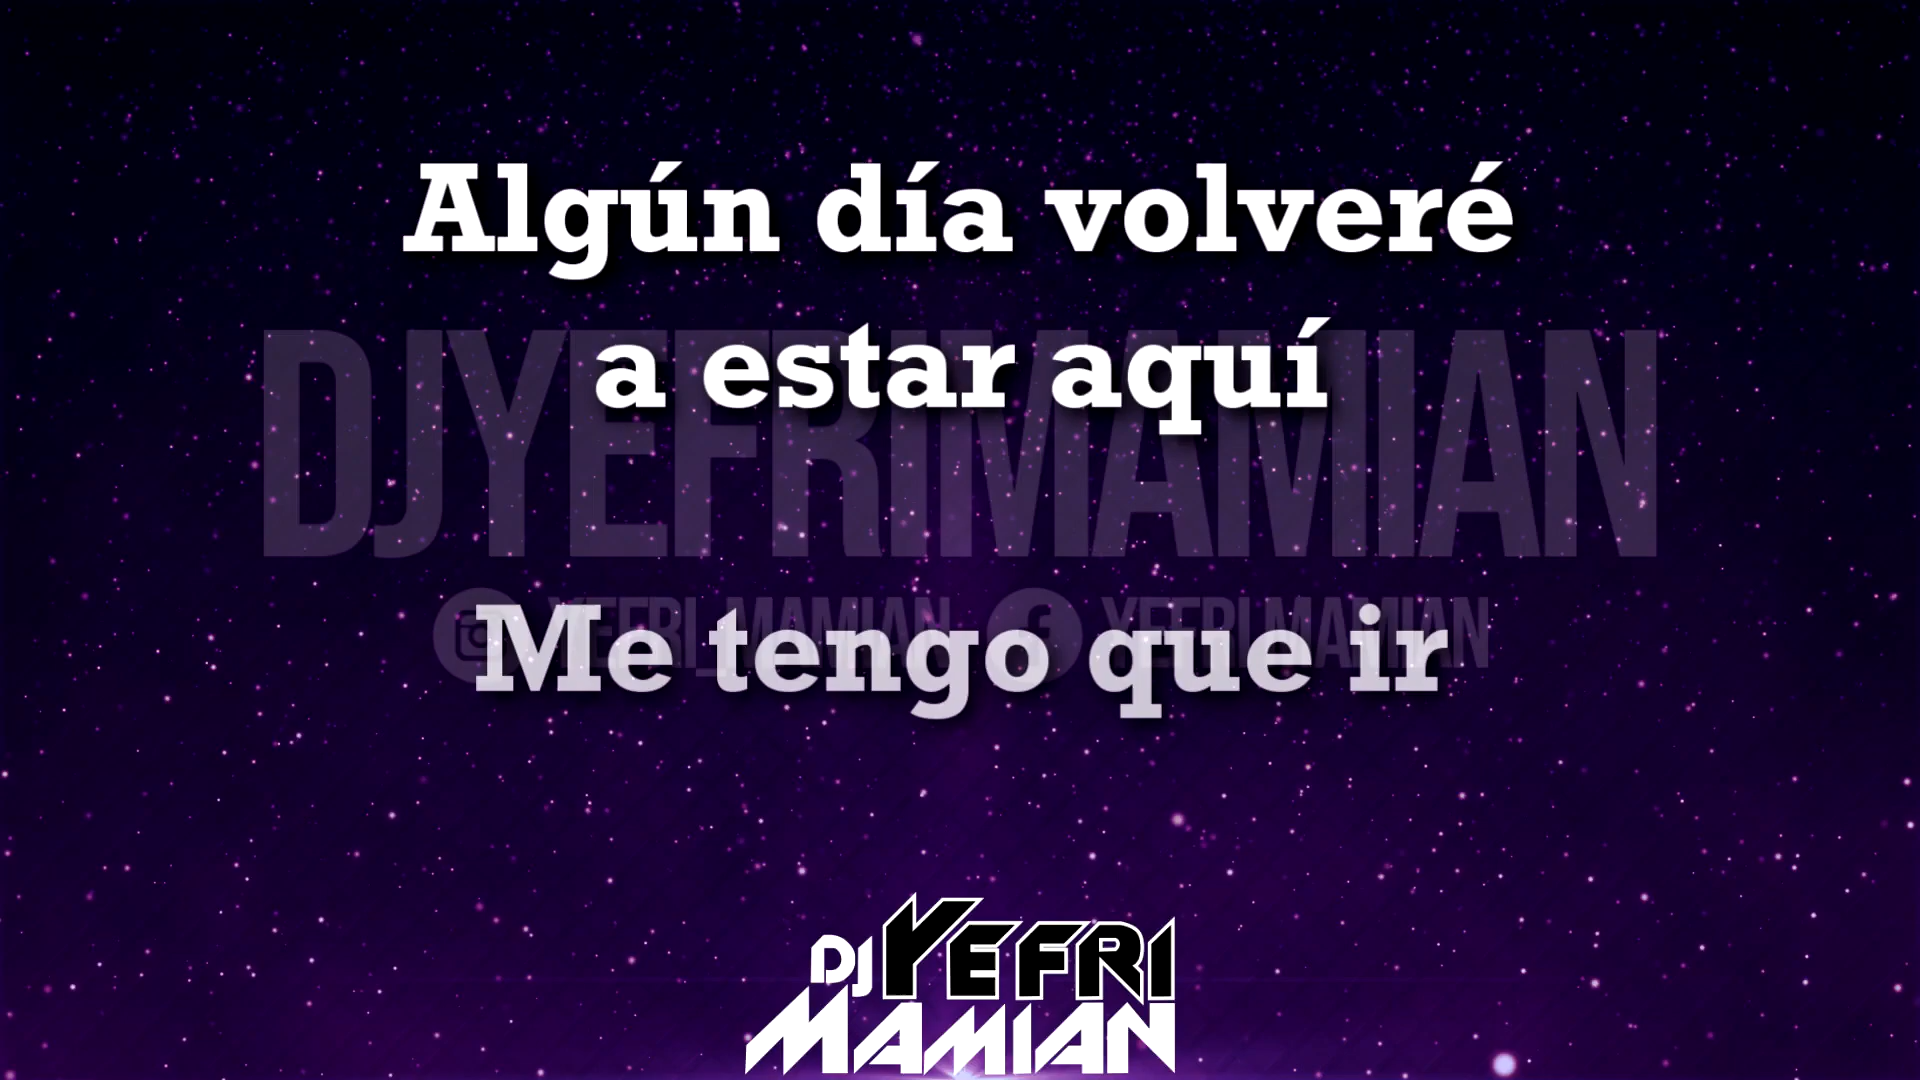 Algún día volveré
a estar aquí
DJYEFRIMAMIAN
YEFRI_MAMIAN YEFRI.MAMIAN
Me tengo que ir
DJ YEFRI
MAMIAN